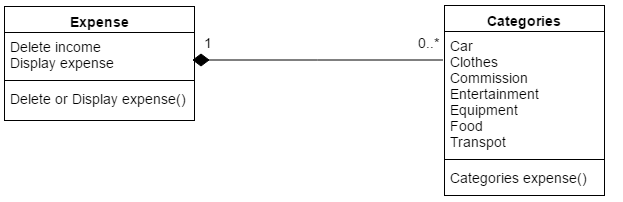 Expense
Delete income
Display expense
Delete or Display expense()
1
0..*
Categories
Car
Clothes
Commission
Entertainment
Equipment
Food
Transpot
Categories expense()